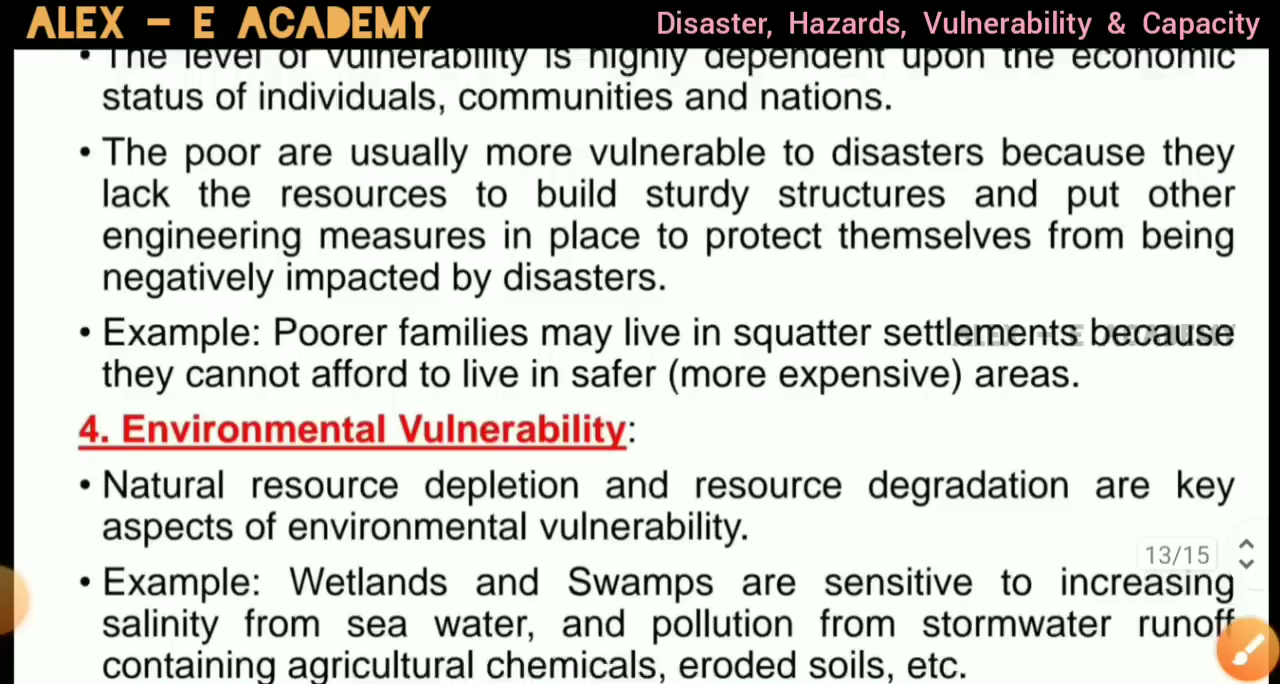 ALEX – E ACADEMY
Disaster, Hazards, Vulnerability & Capacity
• The level of vulnerability is highly dependent upon the economic
status of individuals, communities and nations.
• The poor are usually more vulnerable to disasters because they
lack the resources to build sturdy structures and put other
engineering measures in place to protect themselves from being
negatively impacted by disasters.
• Example: Poorer families may live in squatter settlements because
ALEX – E ACADEMY
they cannot afford to live in safer (more expensive) areas.
4. Environmental Vulnerability:
• Natural resource depletion and resource degradation are key
aspects of environmental vulnerability.
13/15
• Example: Wetlands and Swamps are sensitive to increasing
salinity from sea water, and pollution from stormwater runoff
containing agricultural chemicals, eroded soils, etc.